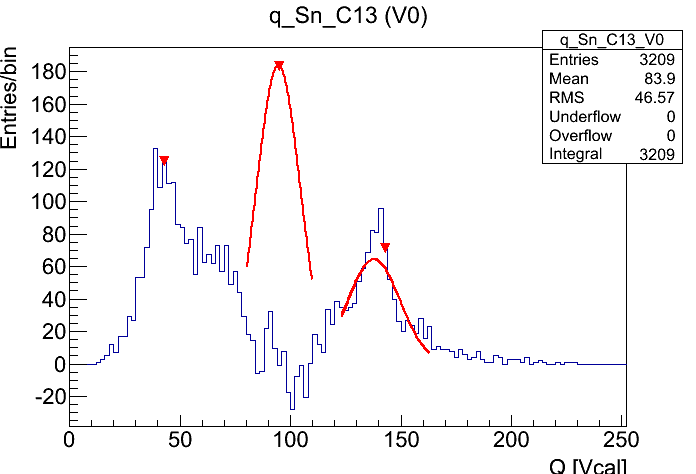 q_Sn_C13 (V0)
q_Sn_C13_V0
Entries 3209
Mean 83.9
RMS 46.57
Underflow 0
Overflow 0
Integral 3209
Entries/bin
180
160
140
120
100
80
60
40
20
0
-20
0 50 100 150 200 250
Q [Vcal]